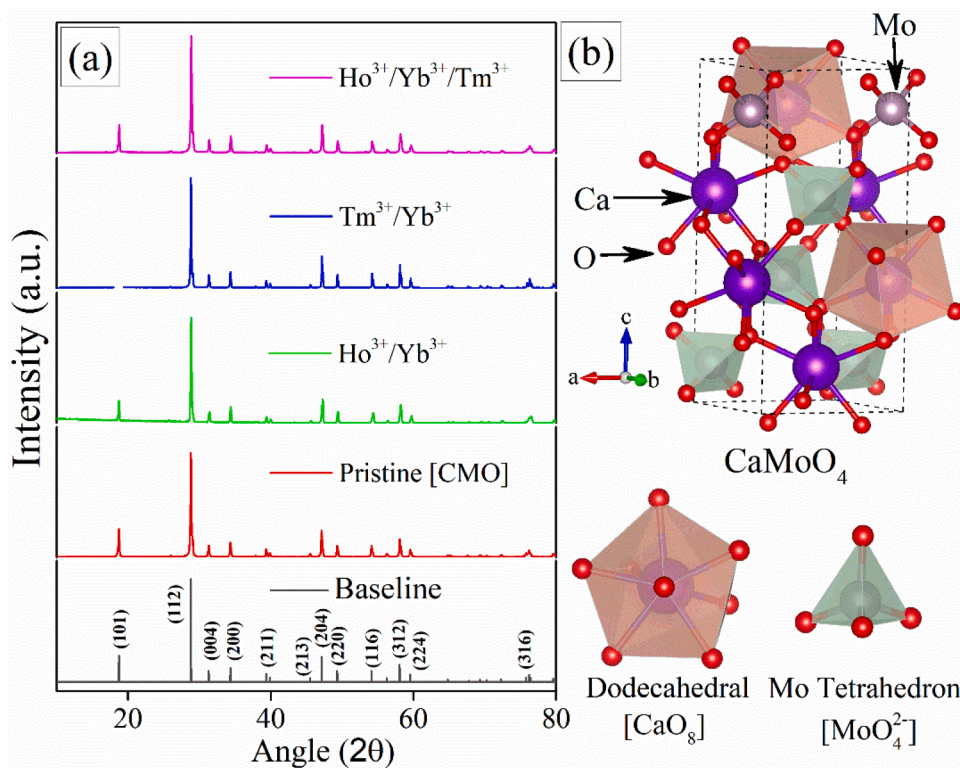 (a)
Ho³⁺/Yb³⁺/Tm³⁺
Tm³⁺/Yb³⁺
Ho³⁺/Yb³⁺
Pristine [CMO]
Baseline
(101)
(112)
(004)
(200)
(211)
(213)
(204)
(220)
(116)
(312)
(224)
(316)
20
40
60
80
Angle (2θ)
Intensity (a.u.)
(b)
Mo
Ca
O
c
a
b
CaMoO₄
Dodecahedral
[CaO₈]
Mo Tetrahedron
[MoO₄²⁻]